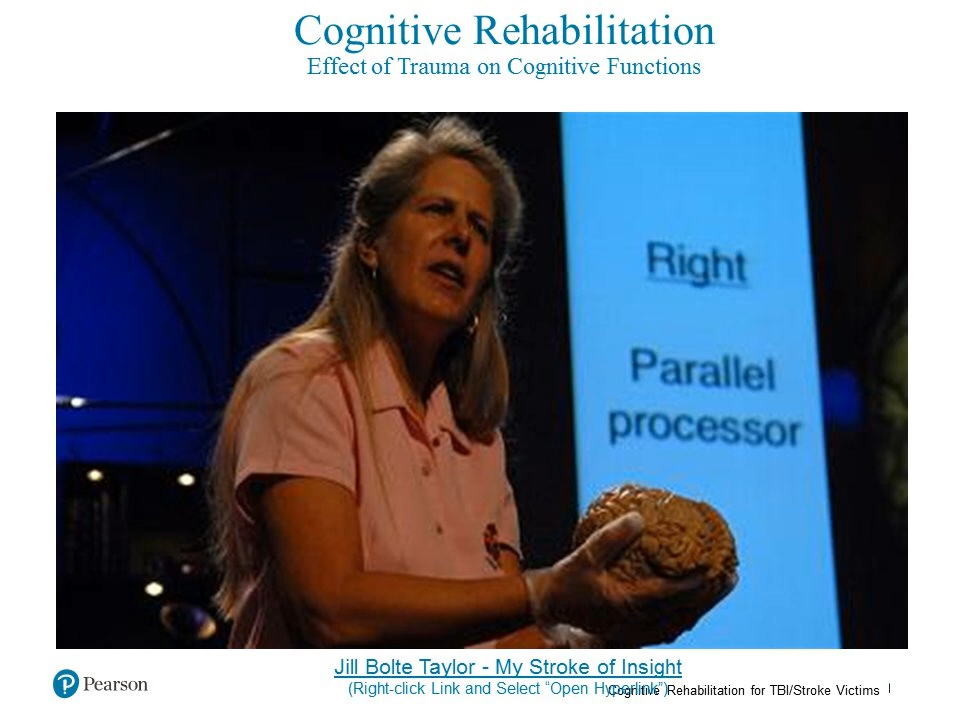 Cognitive Rehabilitation
Effect of Trauma on Cognitive Functions
Right
Parallel
processor
Jill Bolte Taylor - My Stroke of Insight
(Right-click Link and Select “Open Hyperlink”)
Cognitive Rehabilitation for TBI/Stroke Victims |
Pearson